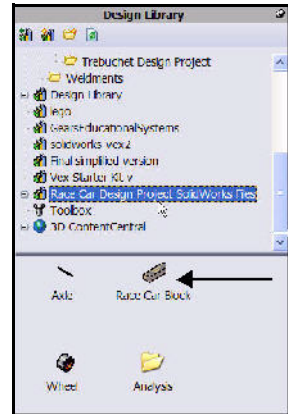 Design Library
Trebuchet Design Project
Weldments
Design Library
lego
GearsEducationalSystems
solidworks vex2
Final simplified version
Vex Starter Kit v
Race Car Design Project SolidWorks Files
Toolbox
3D ContentCentral
Axle
Race Car Block
Wheel
Analysis